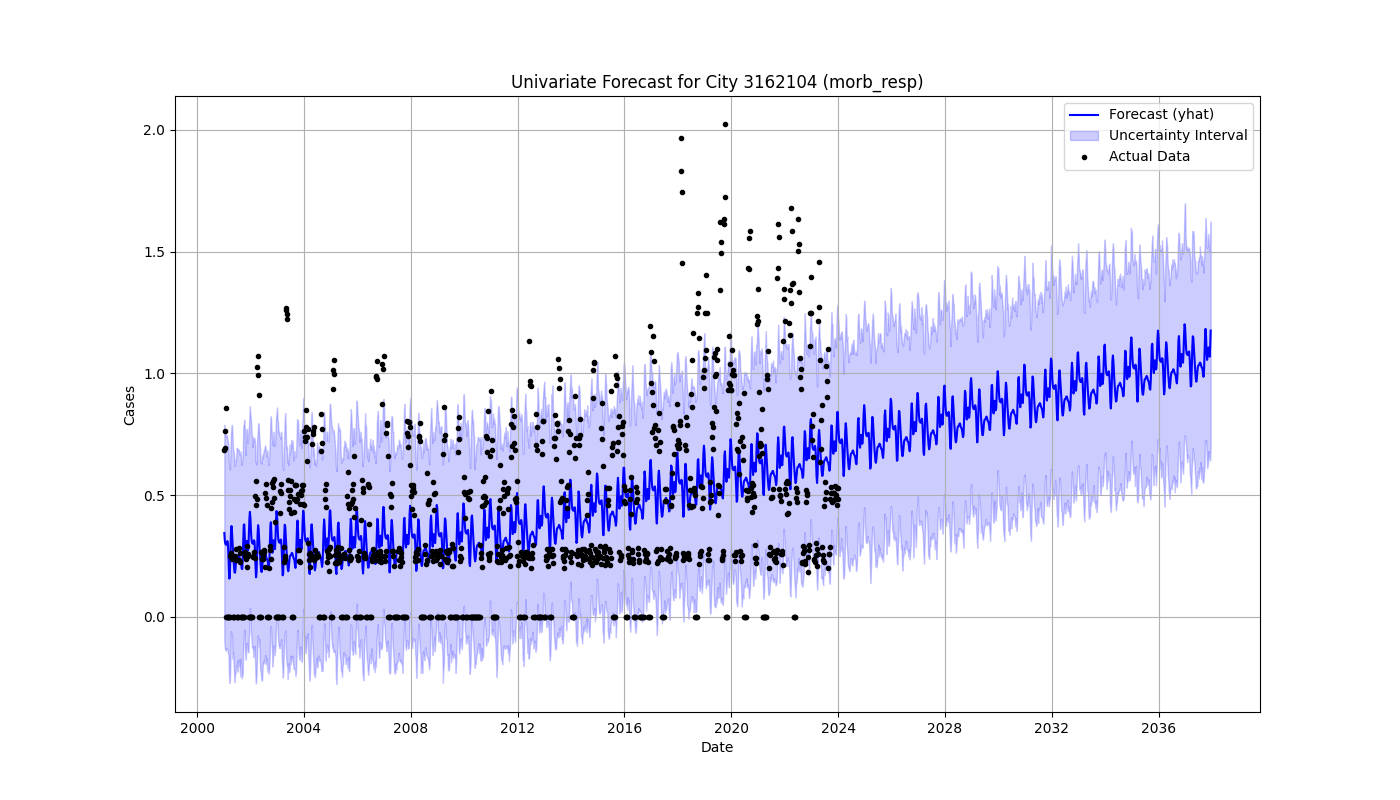 Univariate Forecast for City 3162104 (morb_resp)
Forecast (yhat)
Uncertainty Interval
Actual Data
Cases
2.0
1.5
1.0
0.5
0.0
2000 2004 2008 2012 2016 2020 2024 2028 2032 2036
Date